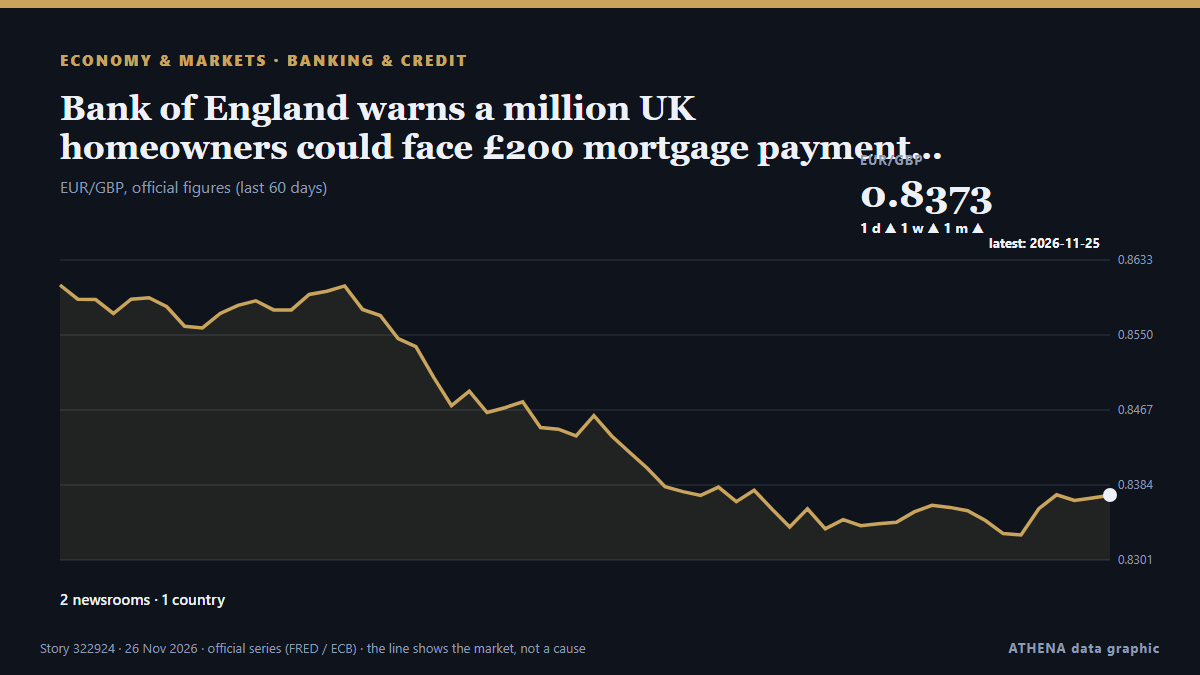 ECONOMY & MARKETS · BANKING & CREDIT
Bank of England warns a million UK
homeowners could face £200 mortgage payment...
EUR/GBP
EUR/GBP, official figures (last 60 days)
0.8373
1 d ▲ 1 w ▲ 1 m ▲
latest: 2026-11-25
0.8633
0.8550
0.8467
0.8384
0.8301
2 newsrooms · 1 country
Story 322924 · 26 Nov 2026 · official series (FRED / ECB) · the line shows the market, not a cause
ATHENA data graphic